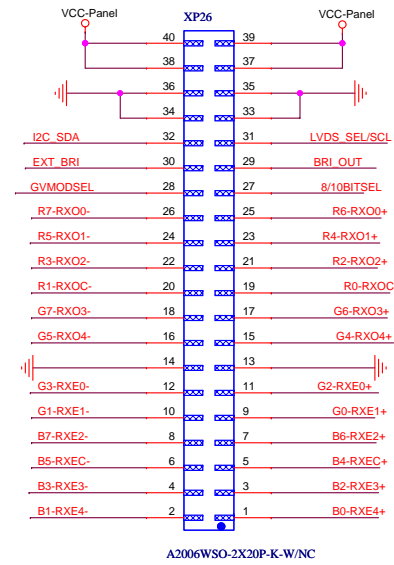 VCC-Panel XP26 VCC-Panel
40 39
38 37
36 35
34 33
I2C_SDA 32 31 LVDS_SEL/SCL
EXT_BRI 30 29 BRI_OUT
GVMODSEL 28 27 8/10BITSEL
R7-RXO0- 26 25 R6-RXO0+
R5-RXO1- 24 23 R4-RXO1+
R3-RXO2- 22 21 R2-RXO2+
R1-RXOC- 20 19 R0-RXOC
G7-RXO3- 18 17 G6-RXO3+
G5-RXO4- 16 15 G4-RXO4+
14 13
G3-RXE0- 12 11 G2-RXE0+
G1-RXE1- 10 9 G0-RXE1+
B7-RXE2- 8 7 B6-RXE2+
B5-RXEC- 6 5 B4-RXEC+
B3-RXE3- 4 3 B2-RXE3+
B1-RXE4- 2 1 B0-RXE4+
A2006WSO-2X20P-K-W/NC